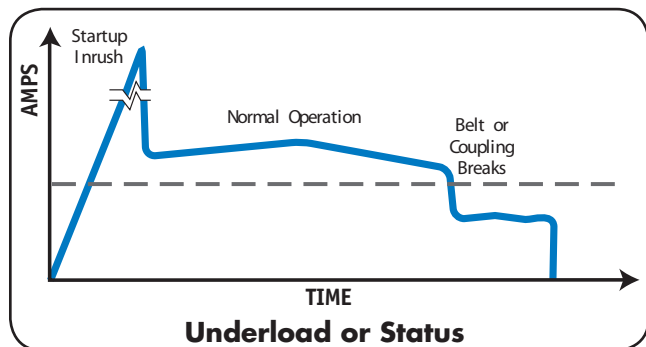 Startup
Inrush
AMPS
Normal Operation
Belt or
Coupling
Breaks
TIME
Underload or Status